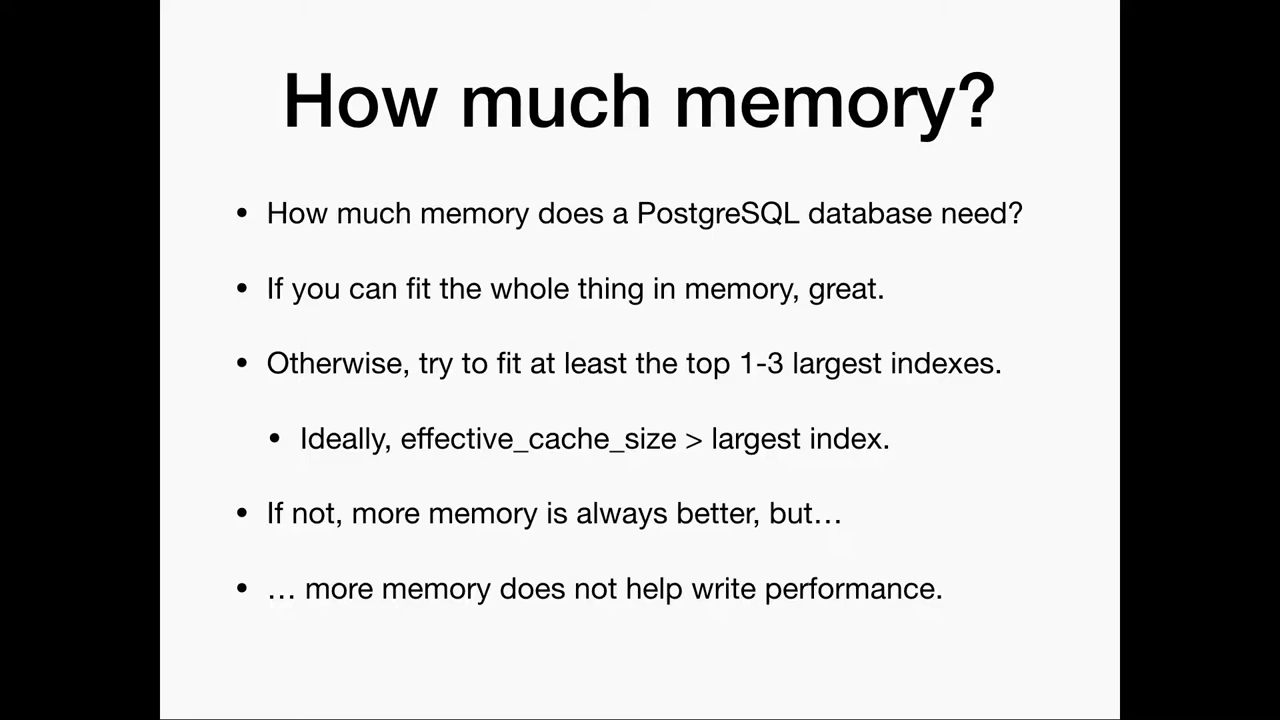 How much memory?
• How much memory does a PostgreSQL database need?
• If you can fit the whole thing in memory, great.
• Otherwise, try to fit at least the top 1-3 largest indexes.
• Ideally, effective_cache_size > largest index.
• If not, more memory is always better, but…
• … more memory does not help write performance.